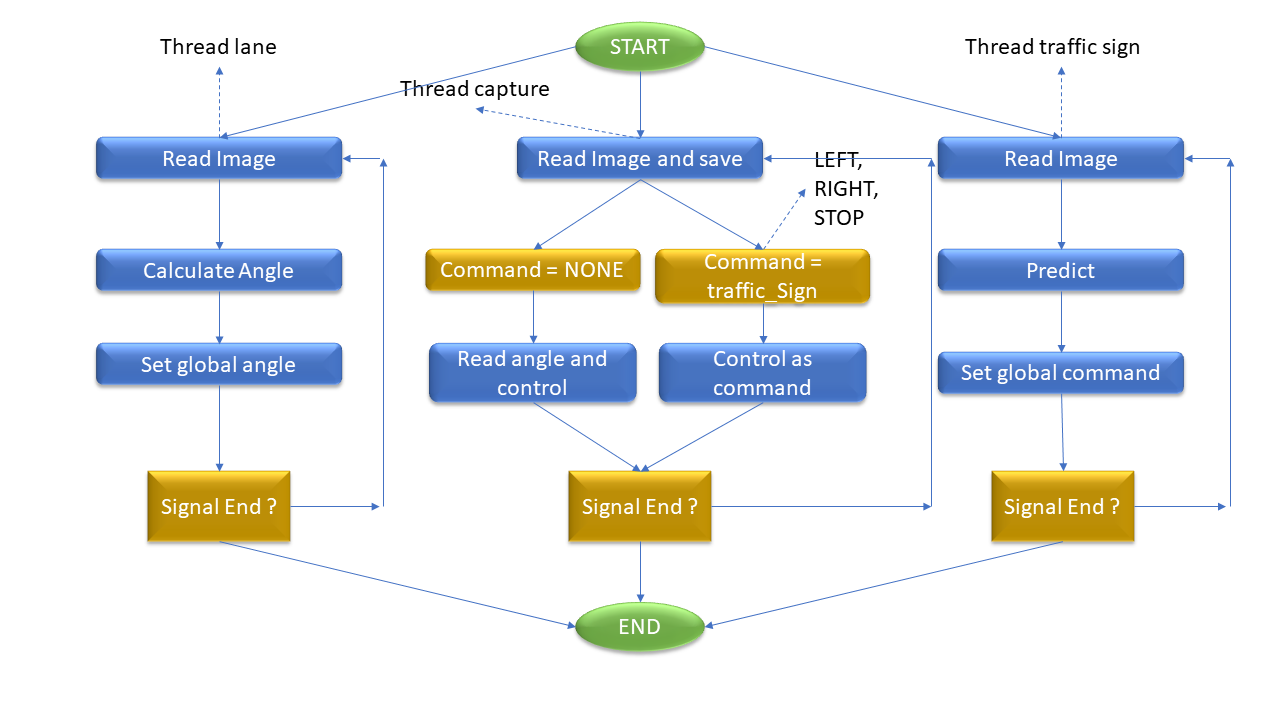 START
Thread lane
Thread capture
Thread traffic sign
Read Image
Read Image and save
Read Image
LEFT,
RIGHT,
STOP
Calculate Angle
Command = NONE
Command =
traffic_Sign
Predict
Set global angle
Read angle and
control
Control as
command
Set global command
Signal End ?
Signal End ?
Signal End ?
END